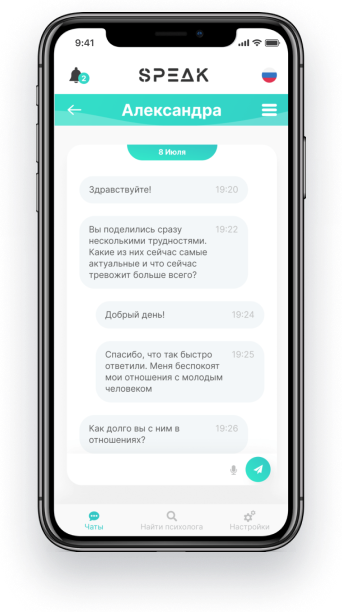 9:41
2
SPEAK
Александра
8 Июля
Здравствуйте! 19:20
Вы поделились сразу 19:22
несколькими трудностями.
Какие из них сейчас самые
актуальные и что сейчас
тревожит больше всего?
Добрый день! 19:24
Спасибо, что так быстро 19:25
ответили. Меня беспокоят
мои отношения с молодым
человеком
Как долго вы с ним в 19:26
отношениях?
Чаты Найти психолога Настройки